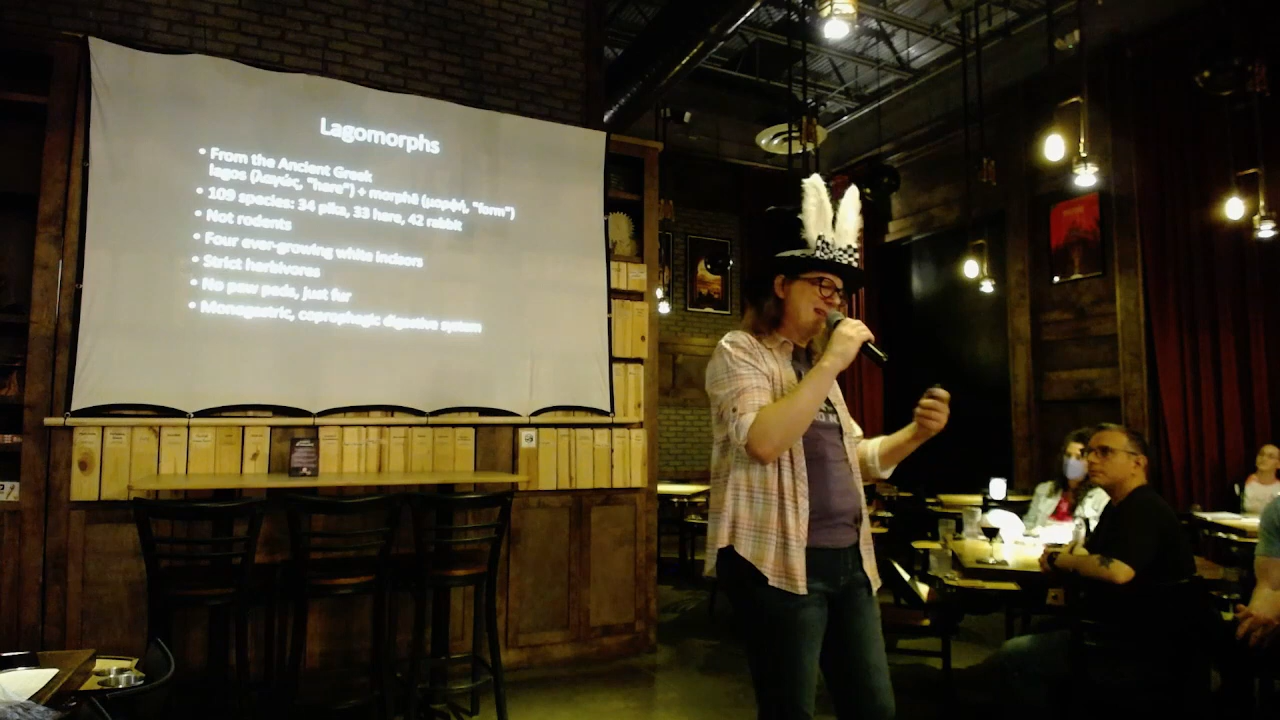 Lagomorphs
• From the Ancient Greek
lagos (λαγώς, "hare") + morphē (μορφή, "form")
• 109 species: 34 pika, 33 hare, 42 rabbit
• Not rodents
• Four ever-growing white incisors
• Strict herbivores
• No paw pads, just fur
• Monogastric, coprophagic digestive system